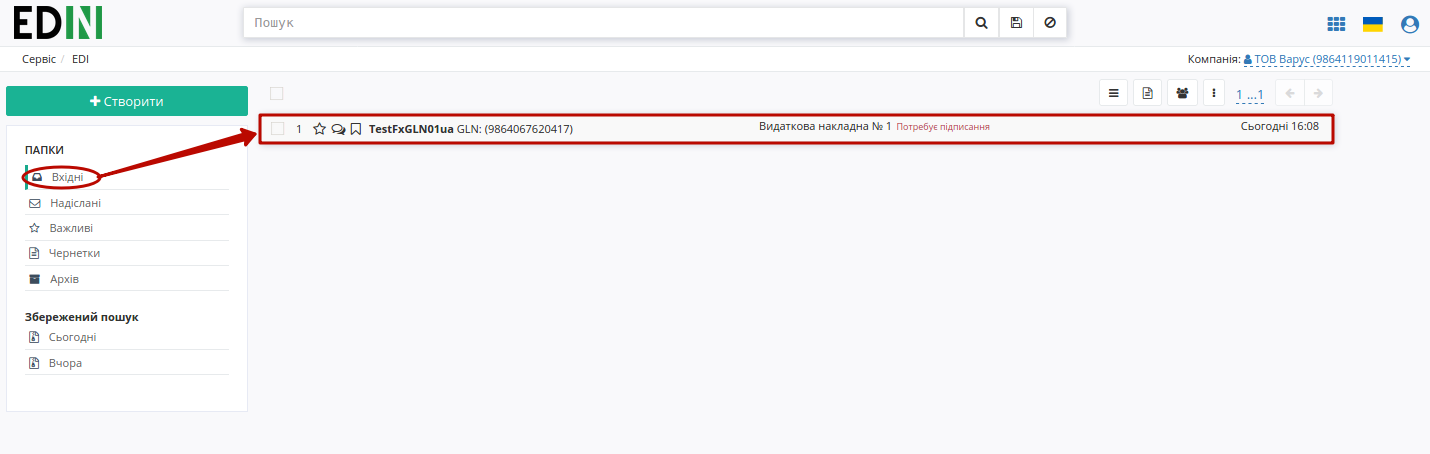 EDIN
Пошук
Сервіс / EDI
Компанія: ТОВ Варус (9864119011415)
Створити
1 ...1
1 TestFxGLN01ua GLN: (9864067620417) Видаткова накладна № 1 Потребує підписання Сьогодні 16:08
ПАПКИ
Вхідні
Надіслані
Важливі
Чернетки
Архів
Збережений пошук
Сьогодні
Вчора